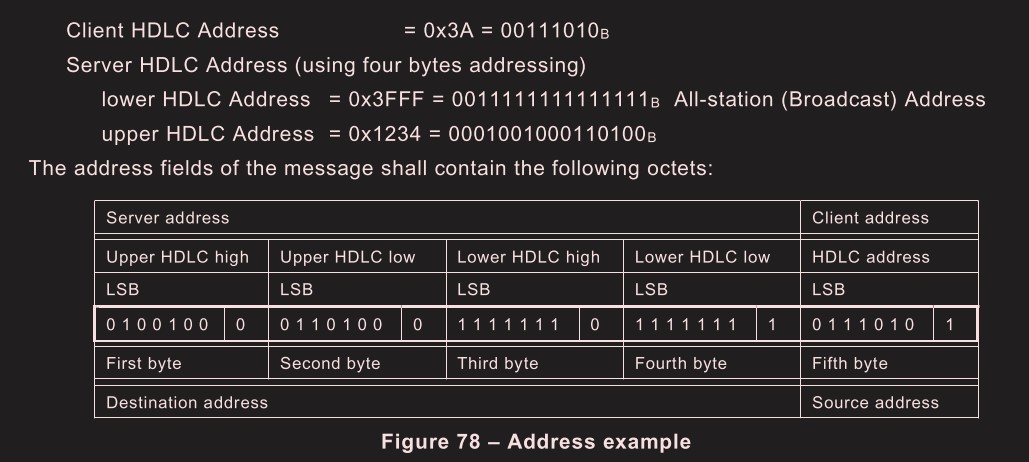 Client HDLC Address = 0x3A = 00111010B
Server HDLC Address (using four bytes addressing)
lower HDLC Address = 0x3FFF = 0011111111111111B All-station (Broadcast) Address
upper HDLC Address = 0x1234 = 0001001000110100B
The address fields of the message shall contain the following octets:
Server address Client address
Upper HDLC high Upper HDLC low Lower HDLC high Lower HDLC low HDLC address
LSB LSB LSB LSB LSB
0 1 0 0 1 0 0 0 0 1 1 0 1 0 0 0 1 1 1 1 1 1 1 0 1 1 1 1 1 1 1 1 0 1 1 1 0 1 0 1
First byte Second byte Third byte Fourth byte Fifth byte
Destination address Source address
Figure 78 – Address example